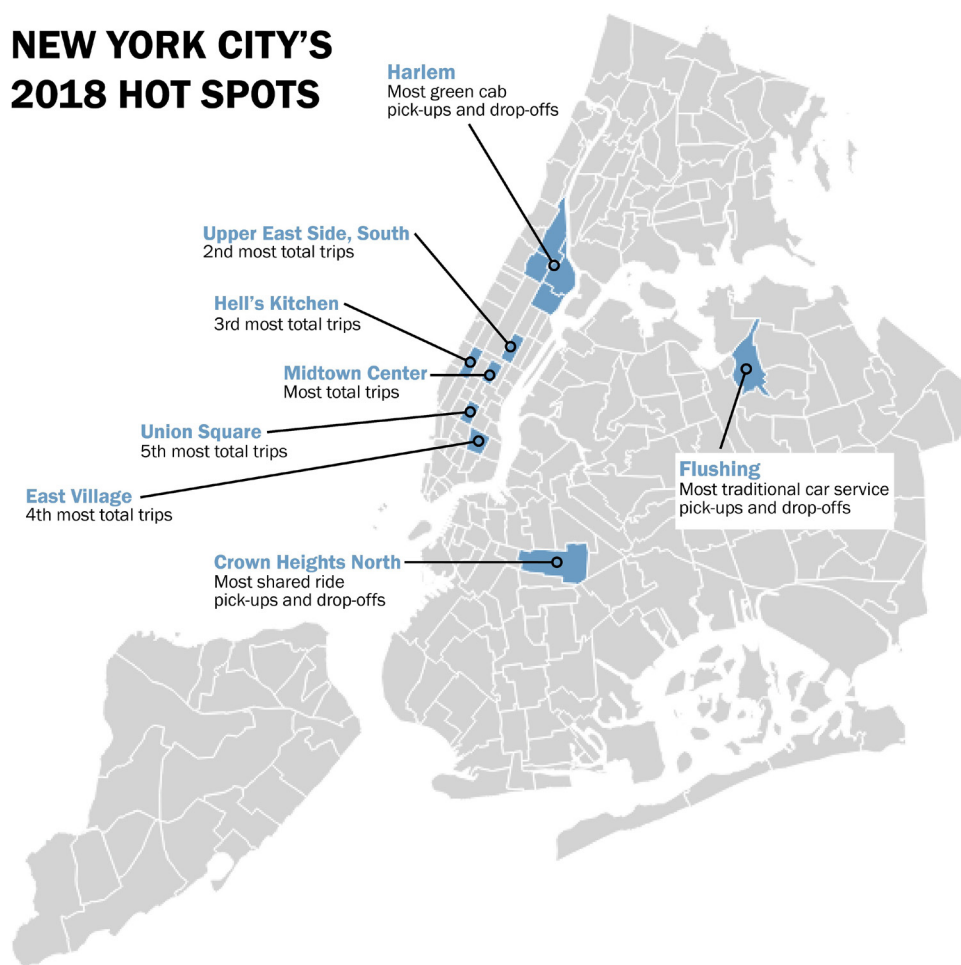 NEW YORK CITY'S
2018 HOT SPOTS
Harlem
Most green cab
pick-ups and drop-offs
Upper East Side, South
2nd most total trips
Hell's Kitchen
3rd most total trips
Midtown Center
Most total trips
Union Square
5th most total trips
East Village
4th most total trips
Flushing
Most traditional car service
pick-ups and drop-offs
Crown Heights North
Most shared ride
pick-ups and drop-offs